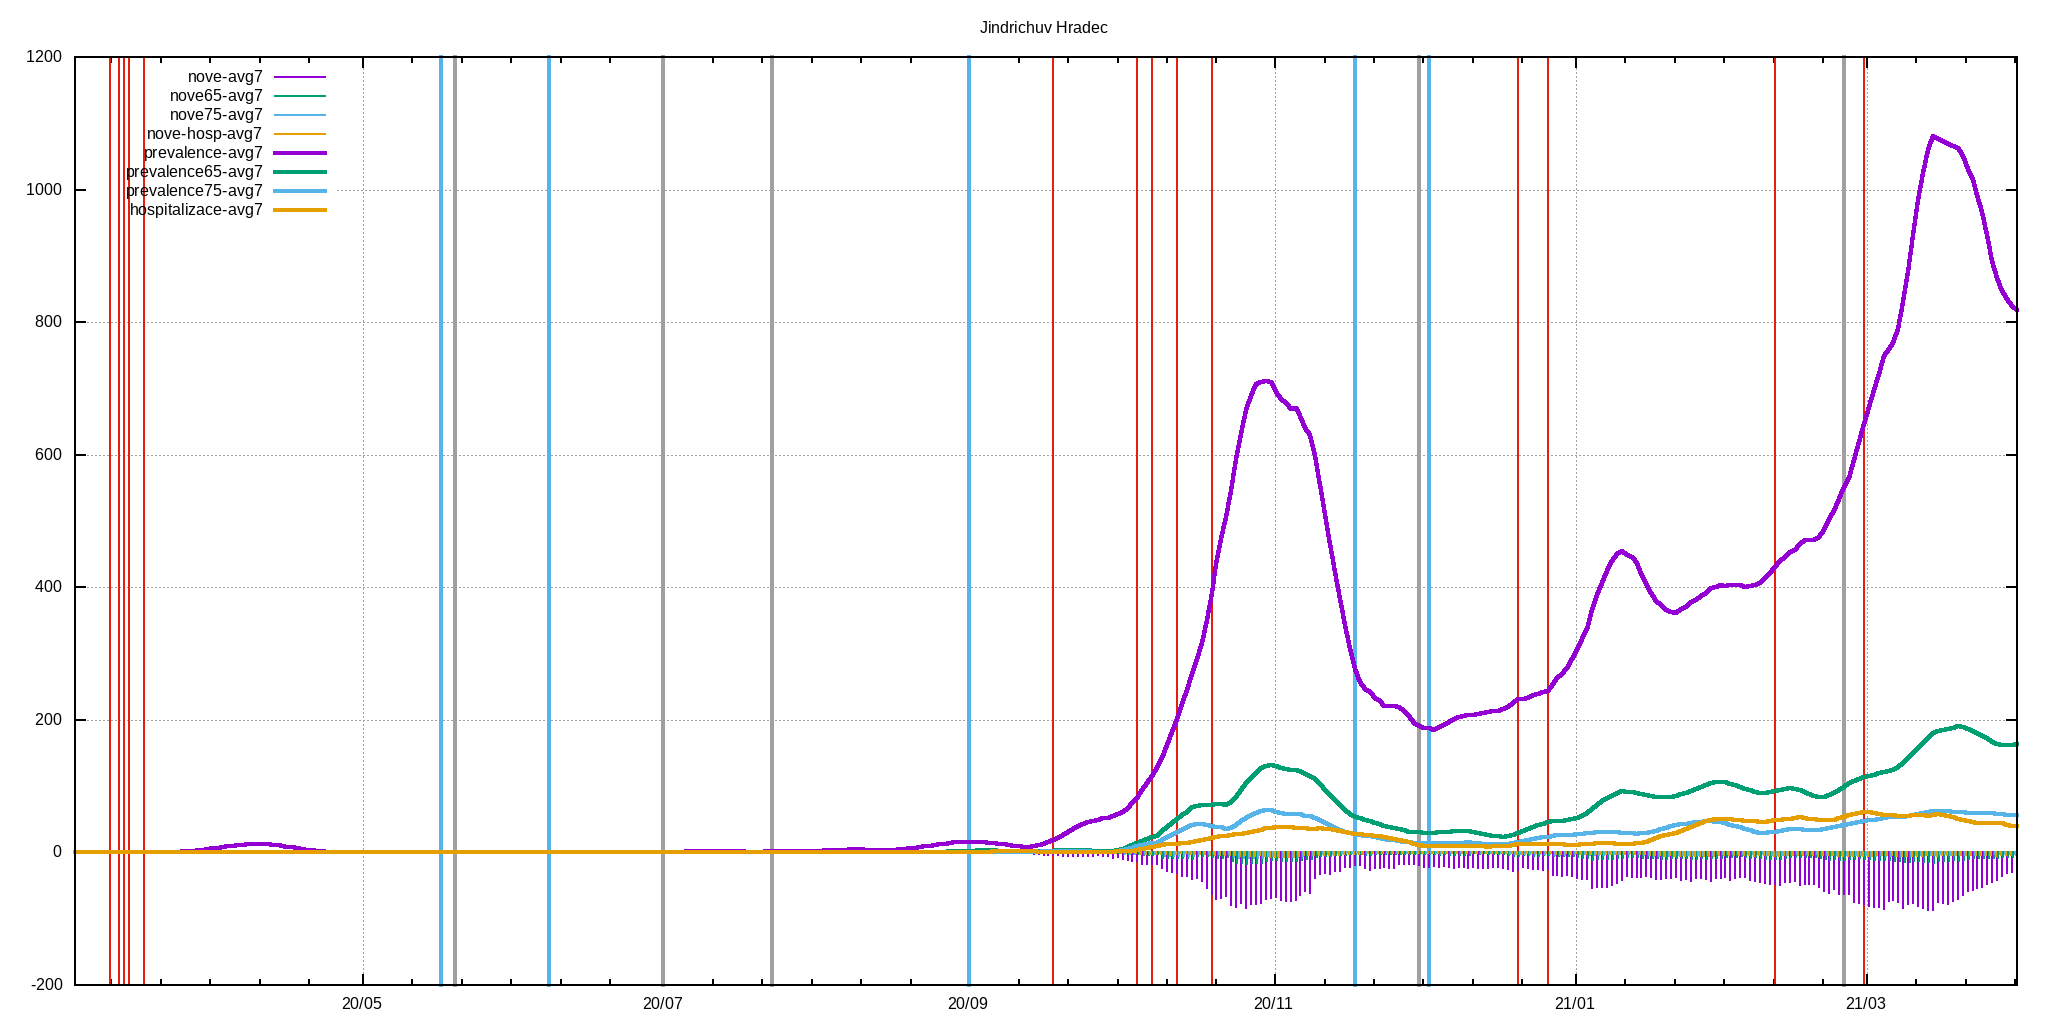 Jindrichuv Hradec
1200
1000
800
600
400
200
0
-200
nove-avg7
nove65-avg7
nove75-avg7
nove-hosp-avg7
prevalence-avg7
prevalence65-avg7
prevalence75-avg7
hospitalizace-avg7
20/05
20/07
20/09
20/11
21/01
21/03